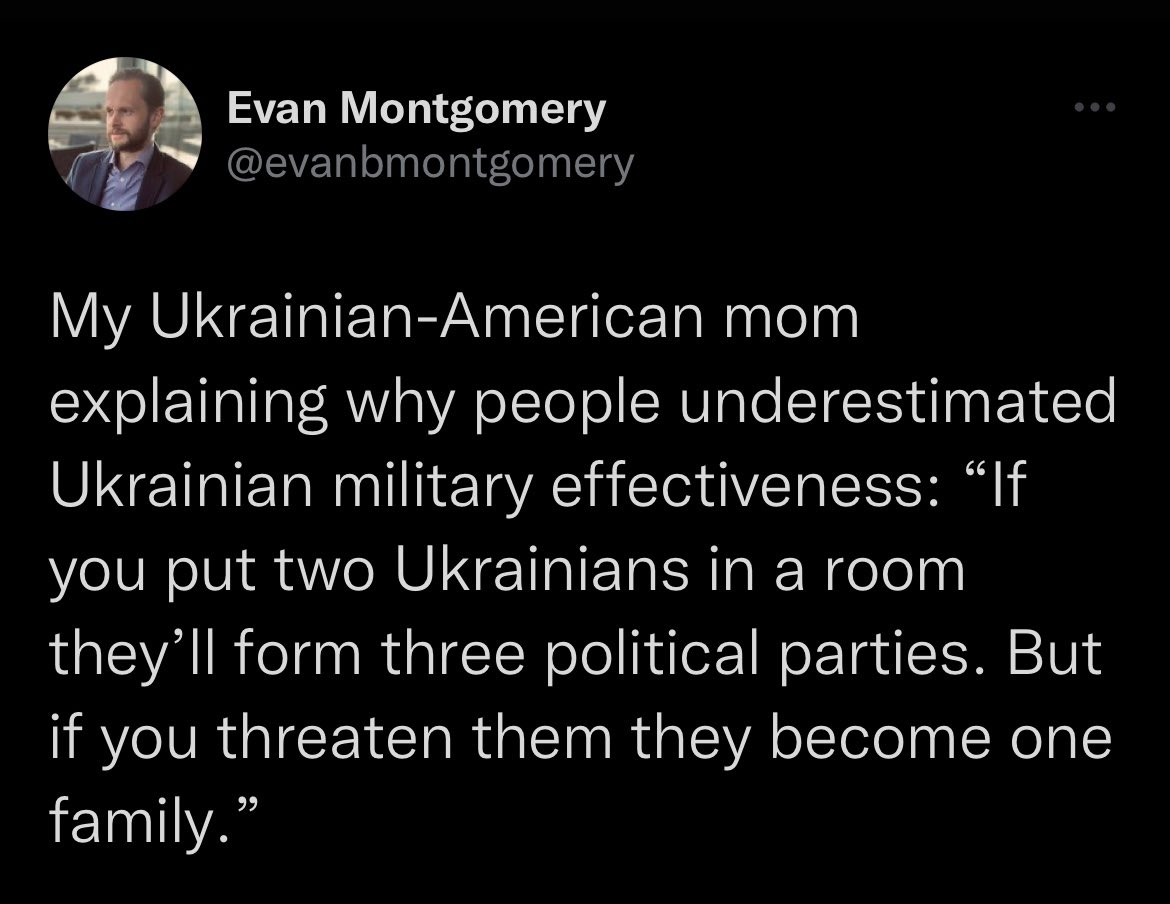 Evan Montgomery
@evanbmontgomery
My Ukrainian-American mom
explaining why people underestimated
Ukrainian military effectiveness: “If
you put two Ukrainians in a room
they’ll form three political parties. But
if you threaten them they become one
family.”